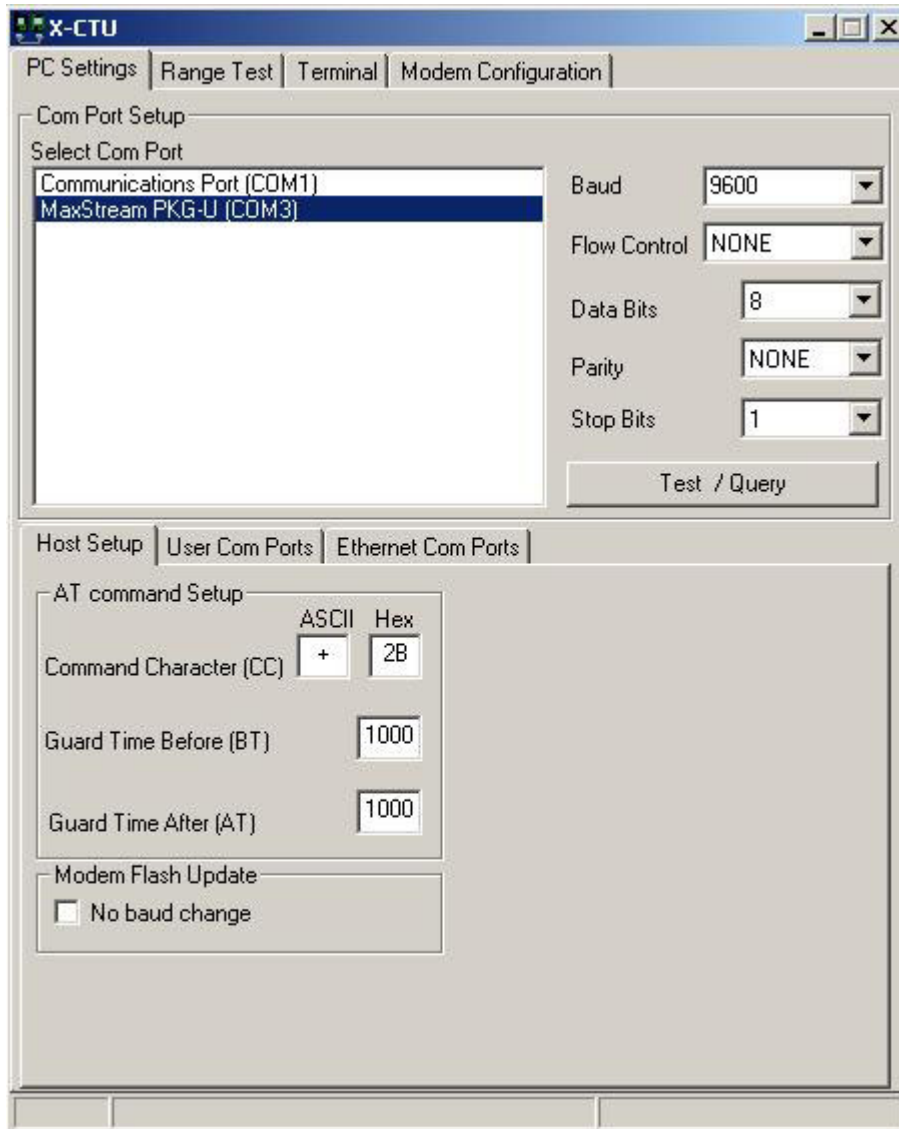 X-CTU
PC Settings Range Test Terminal Modem Configuration
Com Port Setup
Select Com Port
Communications Port (COM1)
MaxStream PKG-U (COM3)
Baud 9600
Flow Control NONE
Data Bits 8
Parity NONE
Stop Bits 1
Test / Query
Host Setup User Com Ports Ethernet Com Ports
AT command Setup
ASCII Hex
Command Character (CC) + 2B
Guard Time Before (BT) 1000
Guard Time After (AT) 1000
Modem Flash Update
No baud change